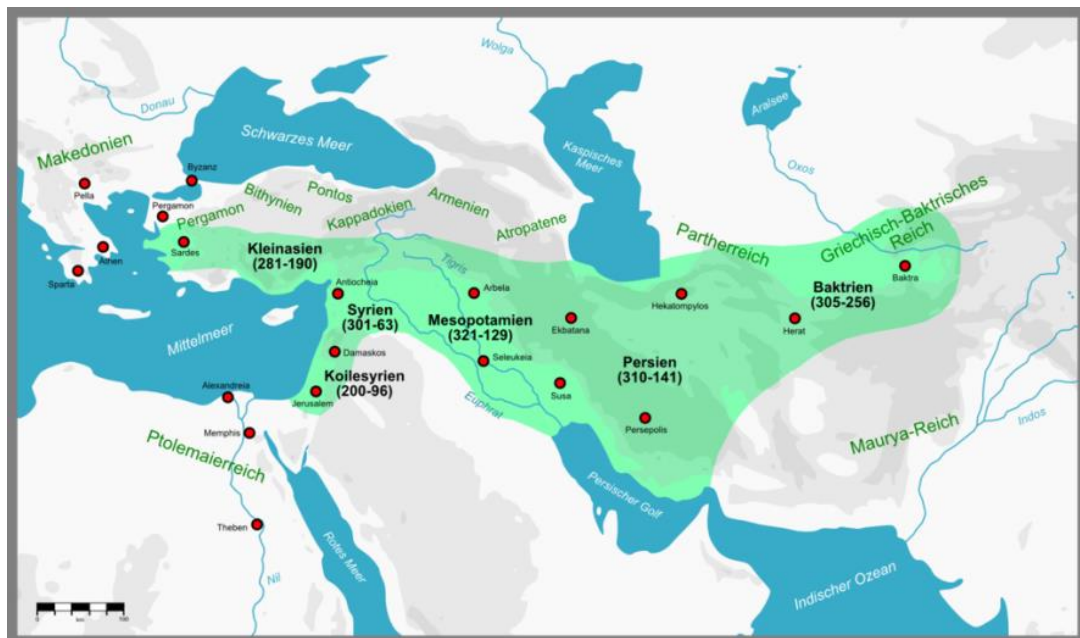 Wolga
Aralsee
Donau
Schwarzes Meer
Kaspisches
Meer
Oxos
Makedonien
Byzanz
Pella
Bithynien
Pontos
Armenien
Griechisch-Baktrisches
Reich
Pergamon
Pergamon
Kappadokien
Atropatene
Partherreich
Sardes
Kleinasien
(281-190)
Athen
Tigris
Baktra
Sparta
Antiocheia
Arbela
Hekatompylos
Baktrien
(305-256)
Syrien
(301-63)
Mesopotamien
(321-129)
Ekbatana
Herat
Mittelmeer
Damaskos
Seleukeia
Persien
(310-141)
Koilesyrien
(200-96)
Susa
Alexandreia
Jerusalem
Euphrat
Persepolis
Indos
Memphis
Maurya-Reich
Ptolemaierreich
Persischer Golf
Theben
Rotes Meer
Nil
Indischer Ozean
0
km
100